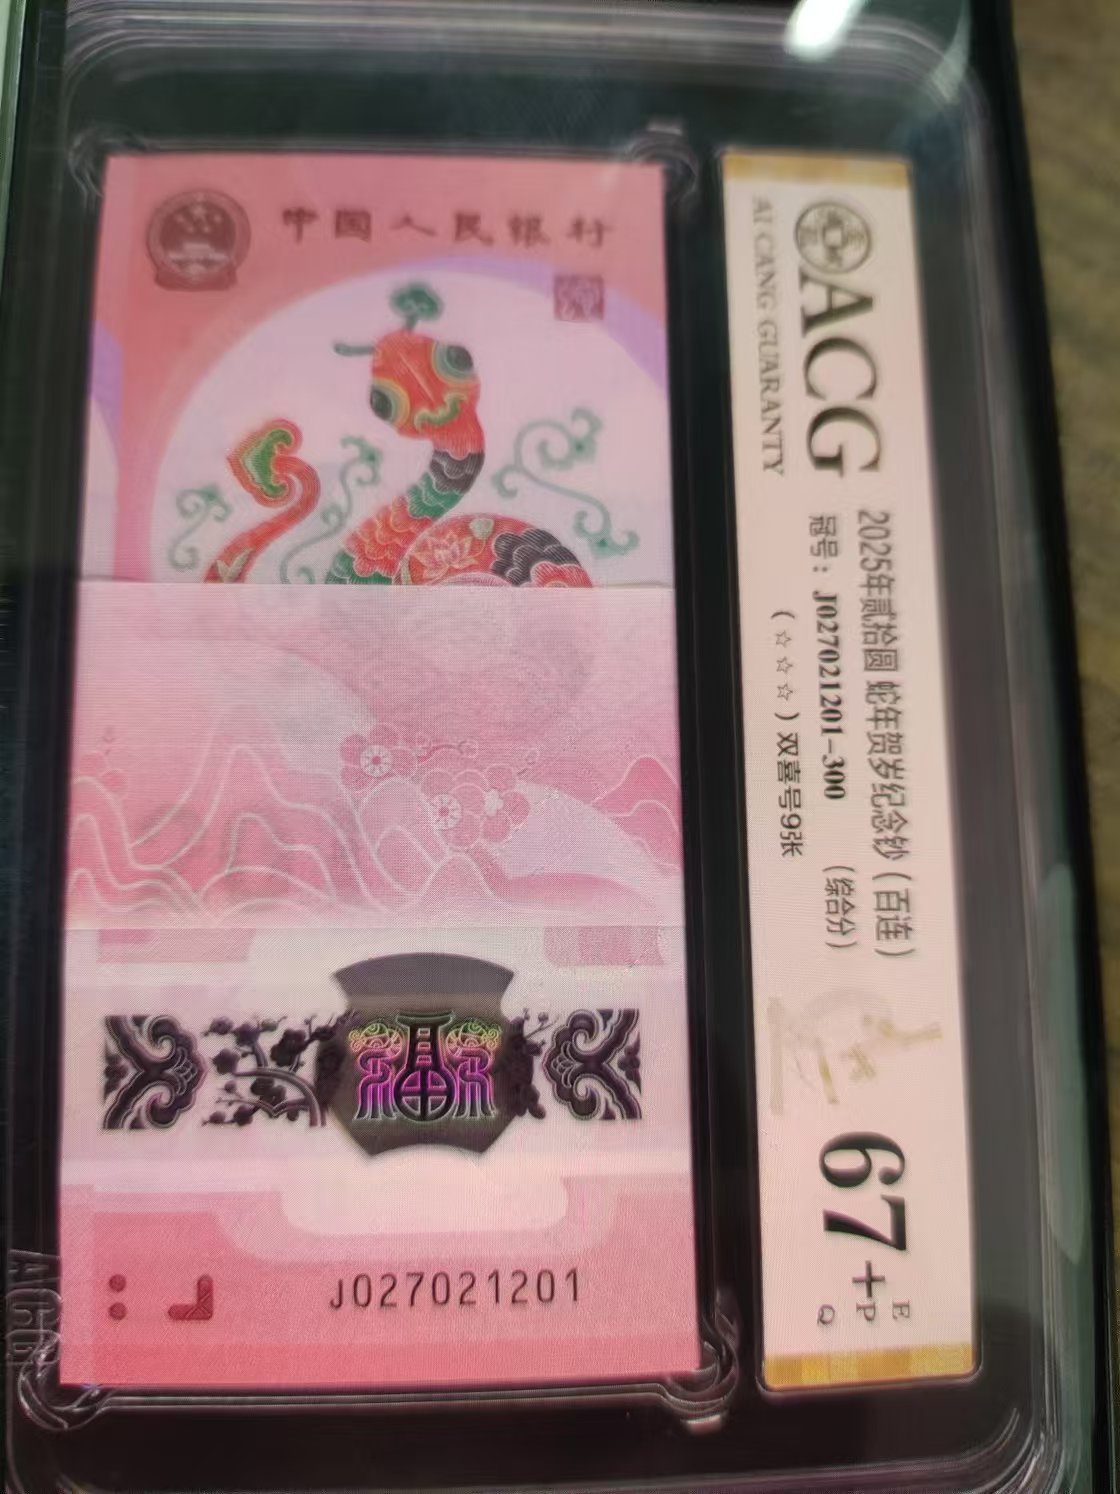 中国人民银行
J027021201
ACG
AI CANG GUARANTY
2025年贰拾圆 蛇年贺岁纪念钞（百连）
冠号：J027021201-300 （综合分）
（☆☆☆）双喜号9张
67+
E
P
Q
ACG